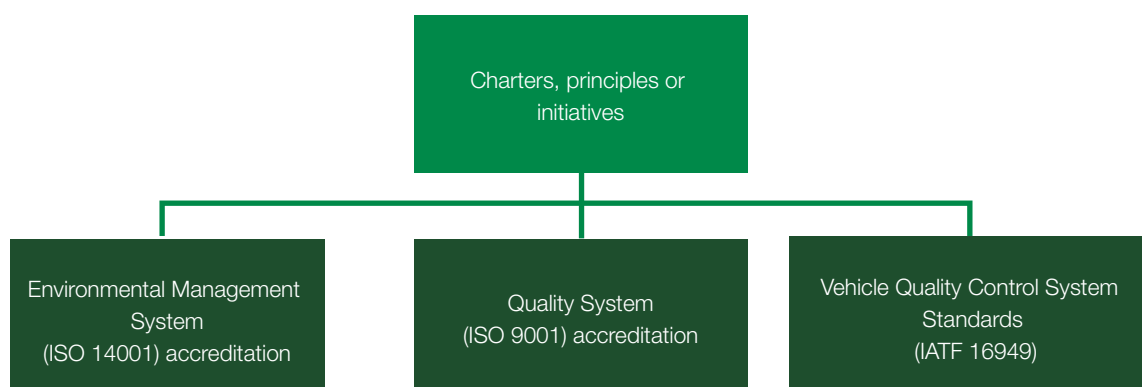 Charters, principles or
initiatives
Environmental Management
System
(ISO 14001) accreditation
Quality System
(ISO 9001) accreditation
Vehicle Quality Control System
Standards
(IATF 16949)